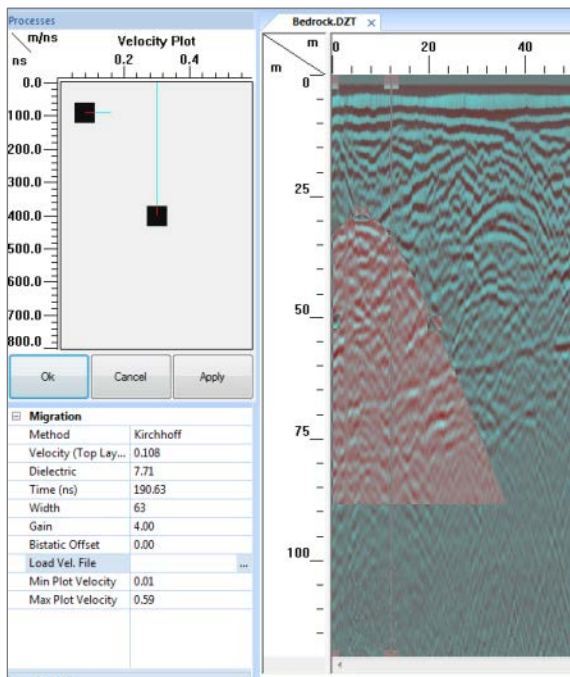 Processes
m/ns
ns
Velocity Plot
0.2 0.4
0.0
100.0
200.0
300.0
400.0
500.0
600.0
700.0
800.0
Ok Cancel Apply
Migration
Method Kirchhoff
Velocity (Top Lay... 0.108
Dielectric 7.71
Time (ns) 190.63
Width 63
Gain 4.00
Bistatic Offset 0.00
Load Vel. File ...
Min Plot Velocity 0.01
Max Plot Velocity 0.59
Bedrock.DZT x
m
m
0 20 40
0
25
50
75
100